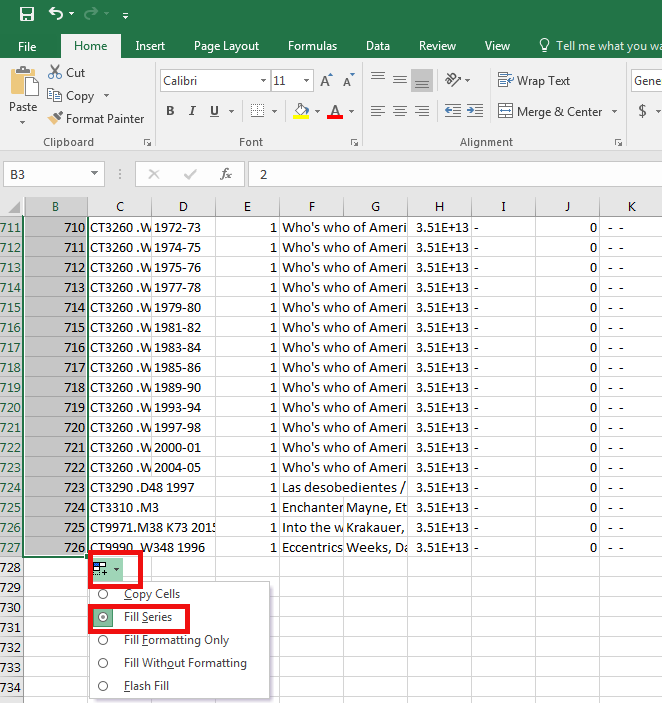 File Home Insert Page Layout Formulas Data Review View Tell me what you wa
Cut
Copy
Format Painter
Paste
Clipboard
Calibri 11 A A
B I U A
Font
Wrap Text
Merge & Center
Alignment
Gene
$
B3 fx 2
B C D E F G H I J K
711 710 CT3260 .W 1972-73 1 Who's who of Ameri 3.51E+13 - 0 - -
712 711 CT3260 .W 1974-75 1 Who's who of Ameri 3.51E+13 - 0 - -
713 712 CT3260 .W 1975-76 1 Who's who of Ameri 3.51E+13 - 0 - -
714 713 CT3260 .W 1977-78 1 Who's who of Ameri 3.51E+13 - 0 - -
715 714 CT3260 .W 1979-80 1 Who's who of Ameri 3.51E+13 - 0 - -
716 715 CT3260 .W 1981-82 1 Who's who of Ameri 3.51E+13 - 0 - -
717 716 CT3260 .W 1983-84 1 Who's who of Ameri 3.51E+13 - 0 - -
718 717 CT3260 .W 1985-86 1 Who's who of Ameri 3.51E+13 - 0 - -
719 718 CT3260 .W 1989-90 1 Who's who of Ameri 3.51E+13 - 0 - -
720 719 CT3260 .W 1993-94 1 Who's who of Ameri 3.51E+13 - 0 - -
721 720 CT3260 .W 1997-98 1 Who's who of Ameri 3.51E+13 - 0 - -
722 721 CT3260 .W 2000-01 1 Who's who of Ameri 3.51E+13 - 0 - -
723 722 CT3260 .W 2004-05 1 Who's who of Ameri 3.51E+13 - 0 - -
724 723 CT3290 .D48 1997 1 Las desobedientes / 3.51E+13 - 0 - -
725 724 CT3310 .M3 1 Enchanter Mayne, Et 3.51E+13 - 0 - -
726 725 CT9971.M38 K73 2015 1 Into the w Krakauer, 3.51E+13 - 0 - -
727 726 CT9990 .W348 1996 1 Eccentrics Weeks, Da 3.51E+13 - 0 - -
728
729 Copy Cells
730 Fill Series
731 Fill Formatting Only
732 Fill Without Formatting
733 Flash Fill
734